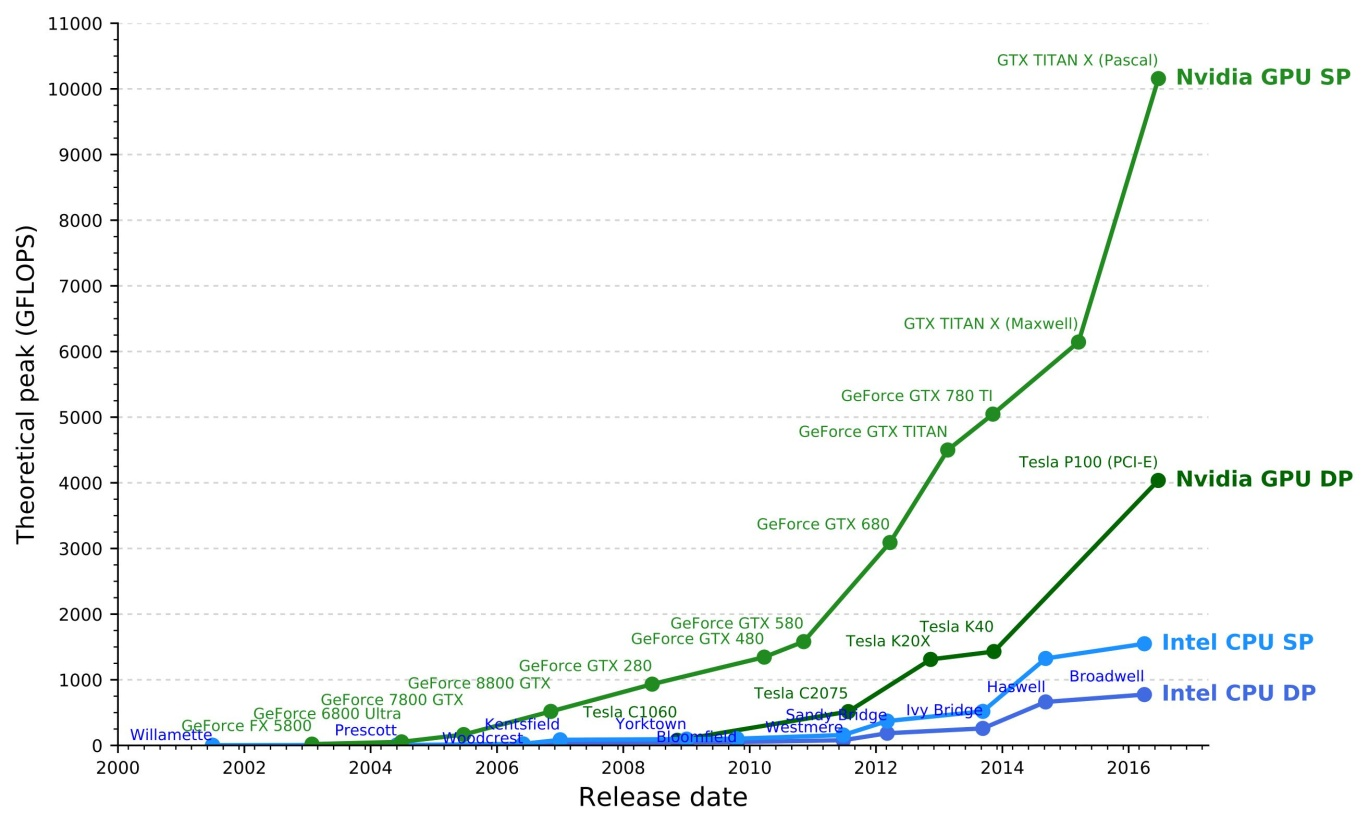 11000
10000
9000
8000
7000
6000
5000
4000
3000
2000
1000
0
Theoretical peak (GFLOPS)
GTX TITAN X (Pascal)
Nvidia GPU SP
GTX TITAN X (Maxwell)
GeForce GTX 780 TI
GeForce GTX TITAN
Tesla P100 (PCI-E)
Nvidia GPU DP
GeForce GTX 680
GeForce GTX 580
Tesla K40
GeForce GTX 480
Tesla K20X
Intel CPU SP
GeForce GTX 280
Broadwell
GeForce 8800 GTX
Haswell
Intel CPU DP
Tesla C2075
GeForce 7800 GTX
Tesla C1060
Ivy Bridge
GeForce 6800 Ultra
Sandy Bridge
GeForce FX 5800
Kentsfield
Yorktown
Westmere
Prescott
Willamette
Woodcrest
Bloomfield
2000 2002 2004 2006 2008 2010 2012 2014 2016
Release date